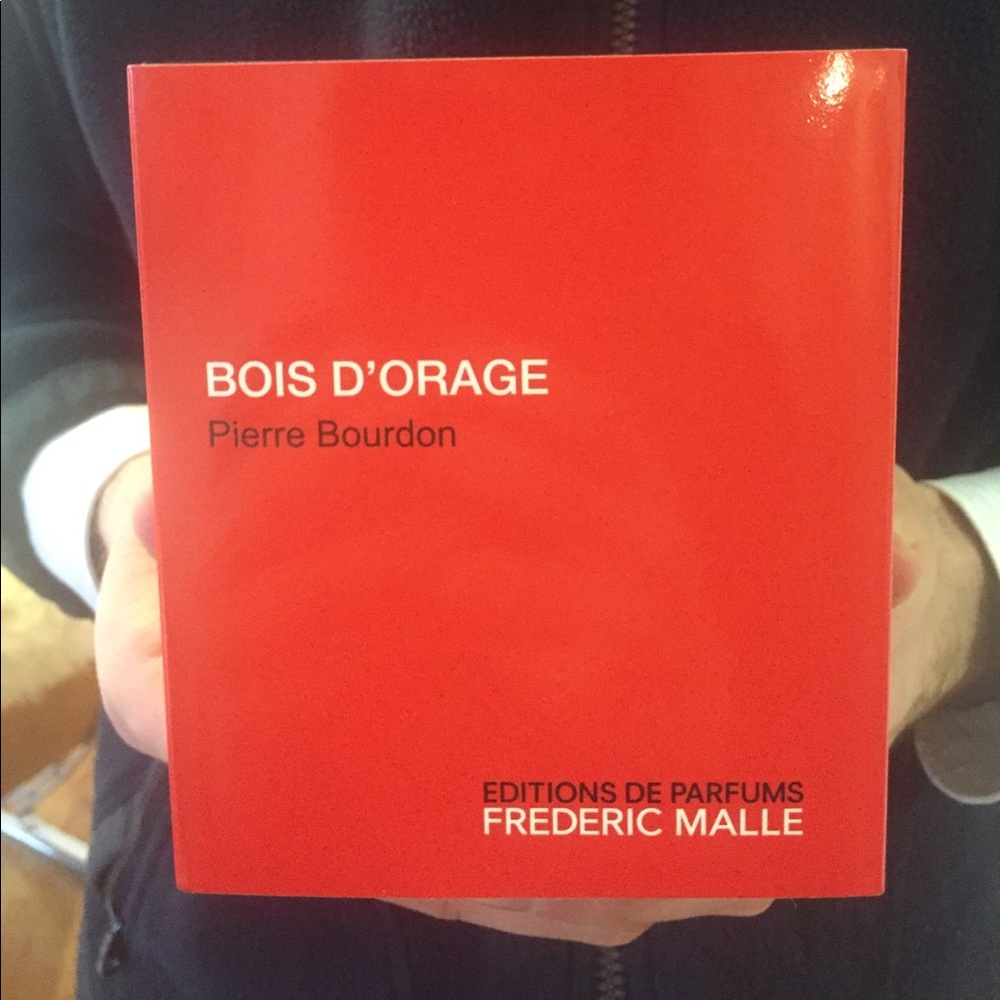 BOIS D’ORAGE
Pierre Bourdon
EDITIONS DE PARFUMS
FREDERIC MALLE